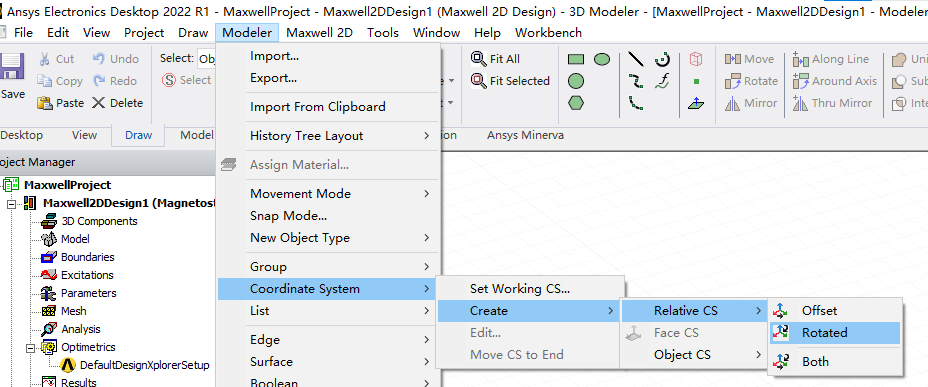 Ansys Electronics Desktop 2022 R1 - MaxwellProject - Maxwell2DDesign1 (Maxwell 2D Design) - 3D Modeler - [MaxwellProject - Maxwell2DDesign1 - Modeler
File Edit View Project Draw Modeler Maxwell 2D Tools Window Help Workbench
Save
Cut Undo
Copy Redo
Paste Delete
Select: Obj
Select
Fit All
Fit Selected
Move Along Line
Rotate Around Axis
Mirror Thru Mirror
Desktop View Draw Model Ansys Minerva
Import...
Export...
Import From Clipboard
History Tree Layout
Assign Material...
Movement Mode
Snap Mode...
New Object Type
Group
Coordinate System
List
Edge
Surface
Boolean
Set Working CS...
Create
Edit...
Move CS to End
Relative CS
Face CS
Object CS
Offset
Rotated
Both
oject Manager
MaxwellProject
Maxwell2DDesign1 (Magnetost
3D Components
Model
Boundaries
Excitations
Parameters
Mesh
Analysis
Optimetrics
DefaultDesignXplorerSetup
Results